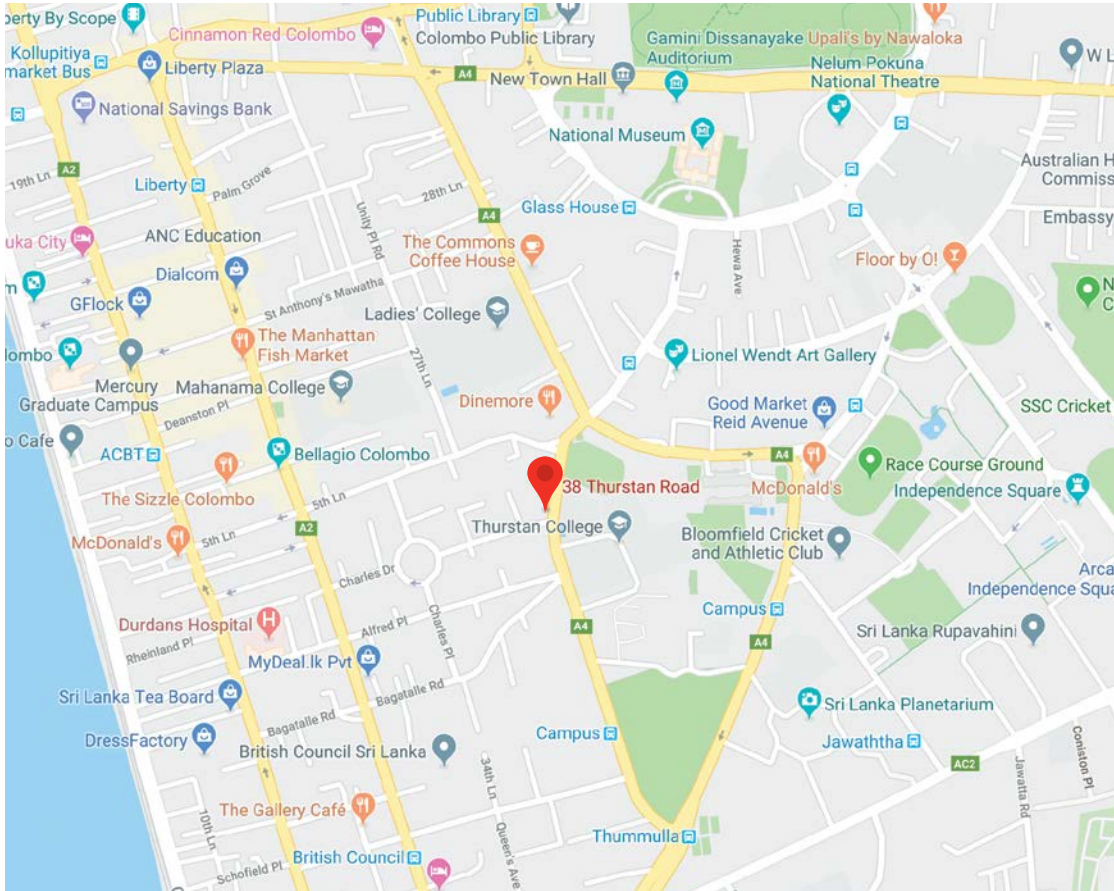 perty By Scope
Public Library
Cinnamon Red Colombo
Colombo Public Library
Gamini Dissanayake
Auditorium
Upali's by Nawaloka
Kollupitiya
market Bus
Liberty Plaza
A4
New Town Hall
Nelum Pokuna
National Theatre
W L
National Savings Bank
National Museum
A2
19th Ln
Liberty
Palm Grove
28th Ln
Unity Pl Rd
A4
Glass House
Australian H
Commiss
Embassy
uka City
ANC Education
The Commons
Coffee House
Hewa Ave
Floor by O!
Dialcom
GFlock
St Anthony's Mawatha
Ladies' College
N
C
m
The Manhattan
Fish Market
27th Ln
Lionel Wendt Art Gallery
lombo
Mercury
Graduate Campus
Mahanama College
Dinemore
Good Market
Reid Avenue
SSC Cricket
Deanston Pl
o Cafe
ACBT
Bellagio Colombo
A4
McDonald's
Race Course Ground
Independence Square
The Sizzle Colombo
5th Ln
38 Thurstan Road
A2
Thurstan College
Bloomfield Cricket
and Athletic Club
McDonald's
5th Ln
Charles Dr
Arca
Independence Squa
Durdans Hospital
Alfred Pl
Charles Pl
A4
Campus
A4
Sri Lanka Rupavahini
Rheinland Pl
MyDeal.lk Pvt
Sri Lanka Tea Board
Bagatalle Rd
Bagatalle Rd
Sri Lanka Planetarium
DressFactory
British Council Sri Lanka
Campus
Jawaththa
AC2
Coniston Pl
Jawatta Rd
34th Ln
The Gallery Café
10th Ln
Queen's Ave
Thummulla
British Council
Schofield Pl